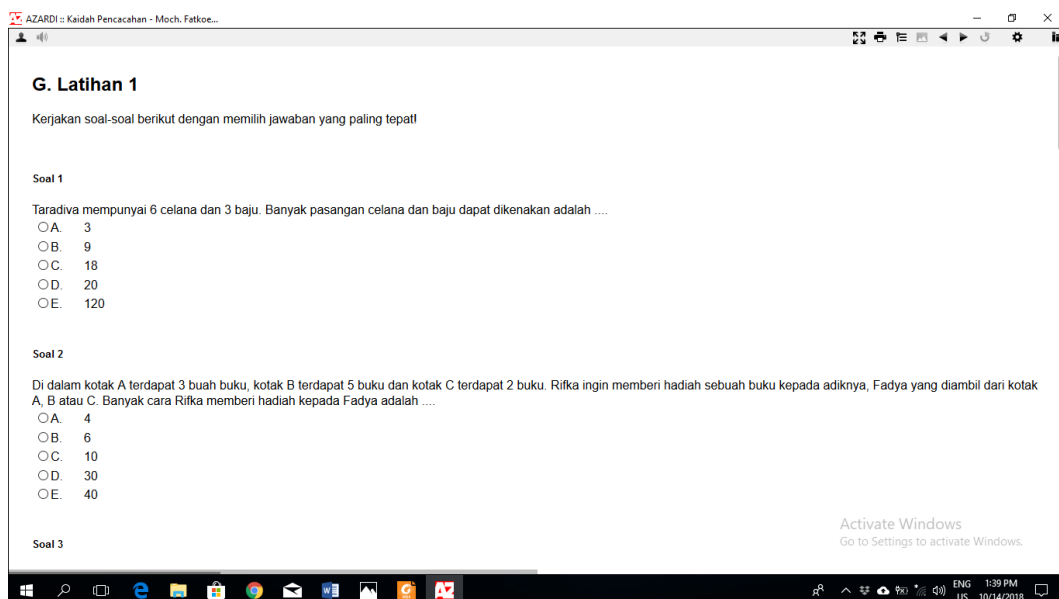 AZARDI :: Kaidah Pencacahan - Moch. Fatkoe...
G. Latihan 1
Kerjakan soal-soal berikut dengan memilih jawaban yang paling tepat!
Soal 1
Taradiva mempunyai 6 celana dan 3 baju. Banyak pasangan celana dan baju dapat dikenakan adalah ....
A. 3
B. 9
C. 18
D. 20
E. 120
Soal 2
Di dalam kotak A terdapat 3 buah buku, kotak B terdapat 5 buku dan kotak C terdapat 2 buku. Rifka ingin memberi hadiah sebuah buku kepada adiknya, Fadya yang diambil dari kotak
A, B atau C. Banyak cara Rifka memberi hadiah kepada Fadya adalah ....
A. 4
B. 6
C. 10
D. 30
E. 40
Activate Windows
Go to Settings to activate Windows.
Soal 3
ENG 1:39 PM
US 10/14/2018